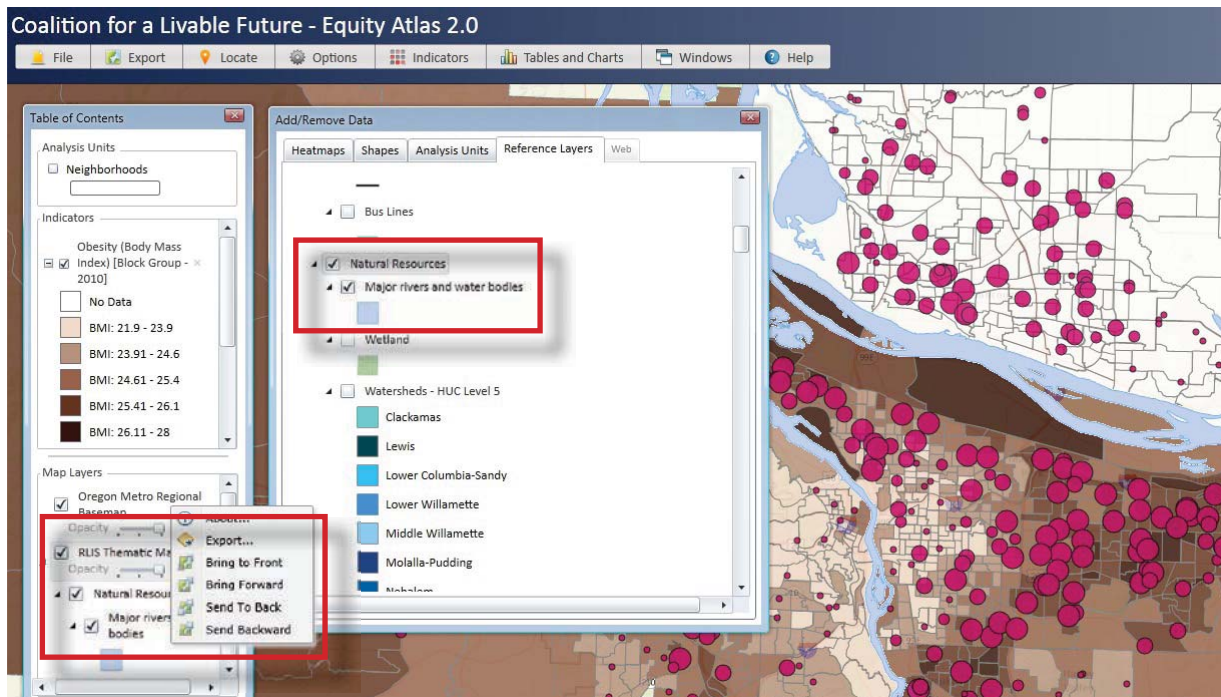 Coalition for a Livable Future - Equity Atlas 2.0
File
Export
Locate
Options
Indicators
Tables and Charts
Windows
Help
Table of Contents
Analysis Units
Neighborhoods
Indicators
Obesity (Body Mass
Index) [Block Group -
2010]
No Data
BMI: 21.9 - 23.9
BMI: 23.91 - 24.6
BMI: 24.61 - 25.4
BMI: 25.41 - 26.1
BMI: 26.11 - 28
Map Layers
Oregon Metro Regional
Basemap
Opacity
RLIS Thematic Ma
Opacity
Natural Resour
Major rivers
bodies
About...
Export...
Bring to Front
Bring Forward
Send To Back
Send Backward
Add/Remove Data
Heatmaps
Shapes
Analysis Units
Reference Layers
Web
Bus Lines
Natural Resources
Major rivers and water bodies
Wetland
Watersheds - HUC Level 5
Clackamas
Lewis
Lower Columbia-Sandy
Lower Willamette
Middle Willamette
Molalla-Pudding
Nehalem